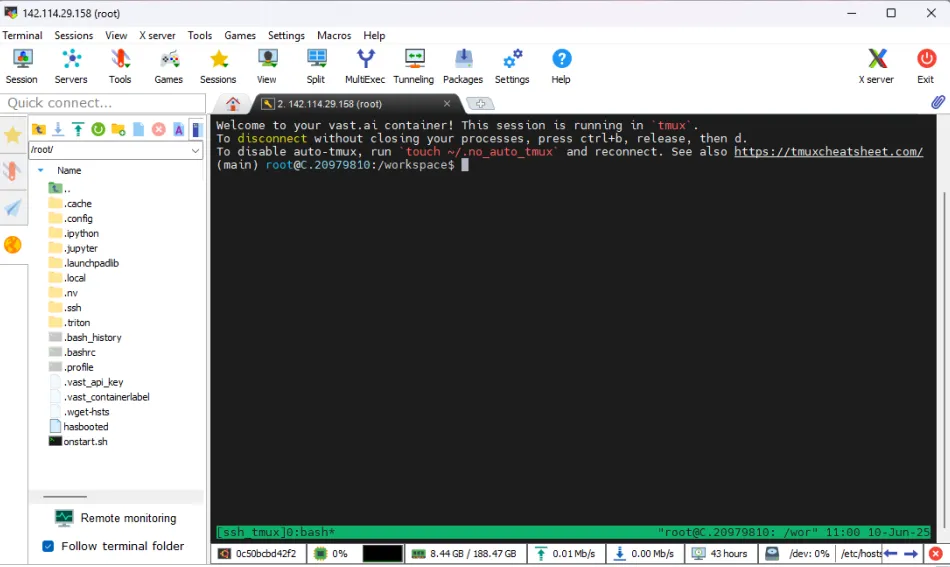 142.114.29.158 (root)
Terminal Sessions View X server Tools Games Settings Macros Help
Session Servers Tools Games Sessions View Split MultiExec Tunneling Packages Settings Help X server Exit
Quick connect...
2. 142.114.29.158 (root)
/root/
Name
..
.cache
.config
.ipython
.jupyter
.launchpadlib
.local
.nv
.ssh
.triton
.bash_history
.bashrc
.profile
.vast_api_key
.vast_containerlabel
.wget-hsts
hasbooted
onstart.sh
Remote monitoring
Follow terminal folder
Welcome to your vast.ai container! This session is running in `tmux`.
To disconnect without closing your processes, press ctrl+b, release, then d.
To disable auto-tmux, run `touch ~/.no_auto_tmux` and reconnect. See also https://tmuxcheatsheet.com/
(main) root@C.20979810:/workspace$
[ssh_tmux]0:bash* "root@C.20979810: /wor" 11:00 10-Jun-25
0c50bcbd42f2 0% 8.44 GB / 188.47 GB 0.01 Mb/s 0.00 Mb/s 43 hours /dev: 0% /etc/hosts